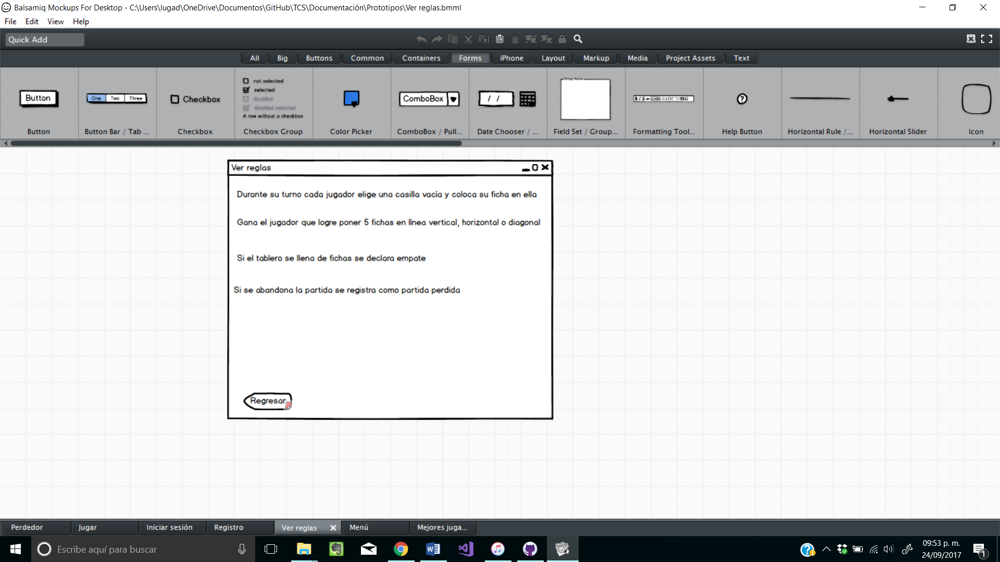 Balsamiq Mockups For Desktop - C:\Users\lugad\OneDrive\Documentos\GitHub\TCS\Documentación\Prototipos\Ver reglas.bmml
File Edit View Help
Quick Add
All Big Buttons Common Containers Forms iPhone Layout Markup Media Project Assets Text
Button
One Two Three
Checkbox
not selected
selected
disabled
disabled selected
A row without a checkbox
ComboBox
/ /
Group Name
Button
Button Bar / Tab ...
Checkbox
Checkbox Group
Color Picker
ComboBox / Pull...
Date Chooser / ...
Field Set / Group...
Formatting Tool...
Help Button
Horizontal Rule /...
Horizontal Slider
Icon
Ver reglas
Durante su turno cada jugador elige una casilla vacía y coloca su ficha en ella
Gana el jugador que logre poner 5 fichas en línea vertical, horizontal o diagonal
Si el tablero se llena de fichas se declara empate
Si se abandona la partida se registra como partida perdida
Regresar
Perdedor Jugar Iniciar sesión Registro Ver reglas Menú Mejores juga...
Escribe aquí para buscar
09:53 p. m.
24/09/2017
1